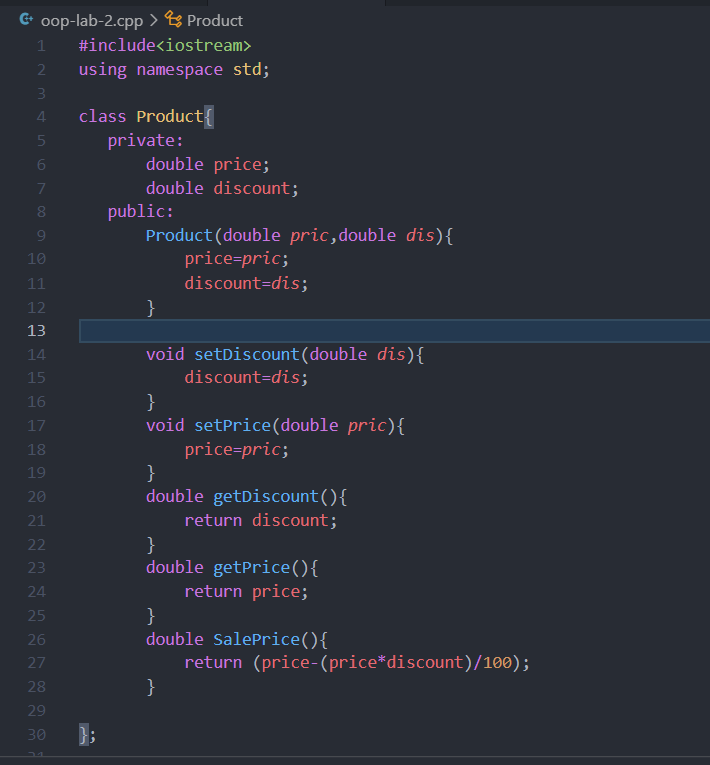 oop-lab-2.cpp > Product
1 #include<iostream>
2 using namespace std;
3
4 class Product{
5 private:
6 double price;
7 double discount;
8 public:
9 Product(double pric,double dis){
10 price=pric;
11 discount=dis;
12 }
13
14 void setDiscount(double dis){
15 discount=dis;
16 }
17 void setPrice(double pric){
18 price=pric;
19 }
20 double getDiscount(){
21 return discount;
22 }
23 double getPrice(){
24 return price;
25 }
26 double SalePrice(){
27 return (price-(price*discount)/100);
28 }
29
30 };
31